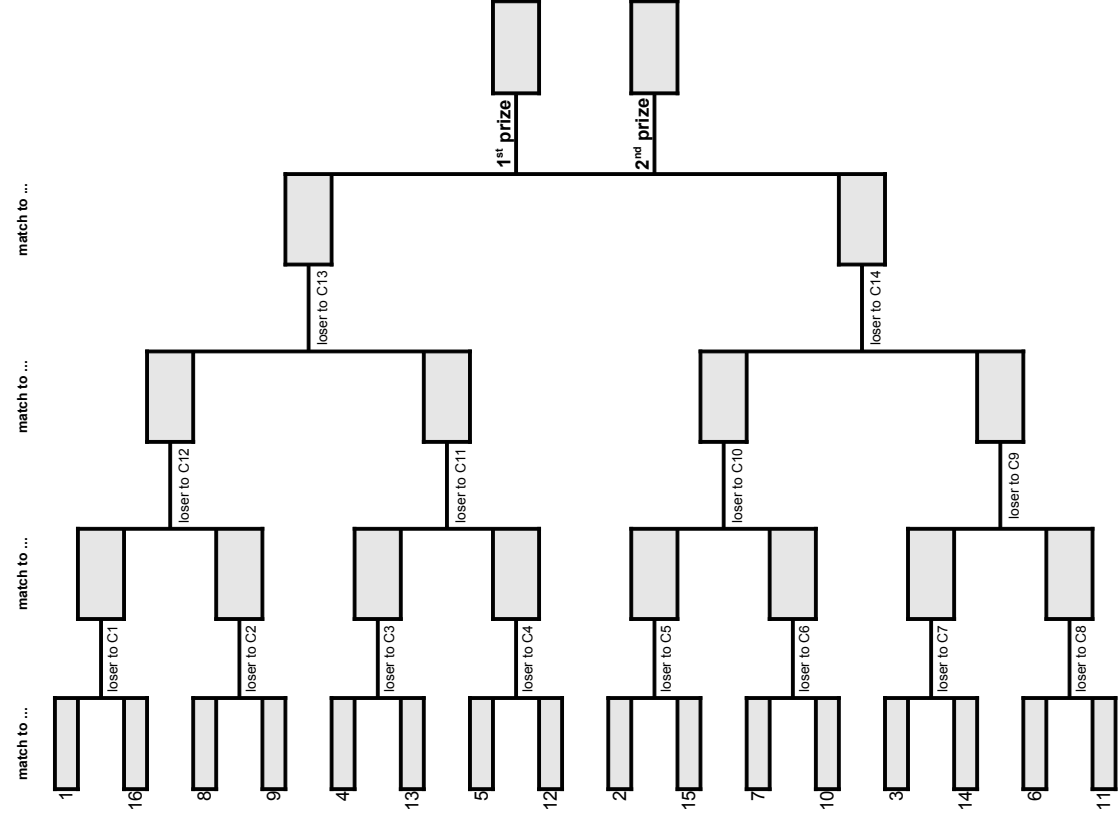 match to ...
match to ...
match to ...
match to ...
1
16
8
9
4
13
5
12
2
15
7
10
3
14
6
11
loser to C1
loser to C2
loser to C3
loser to C4
loser to C5
loser to C6
loser to C7
loser to C8
loser to C12
loser to C11
loser to C10
loser to C9
loser to C13
loser to C14
1st prize
2nd prize